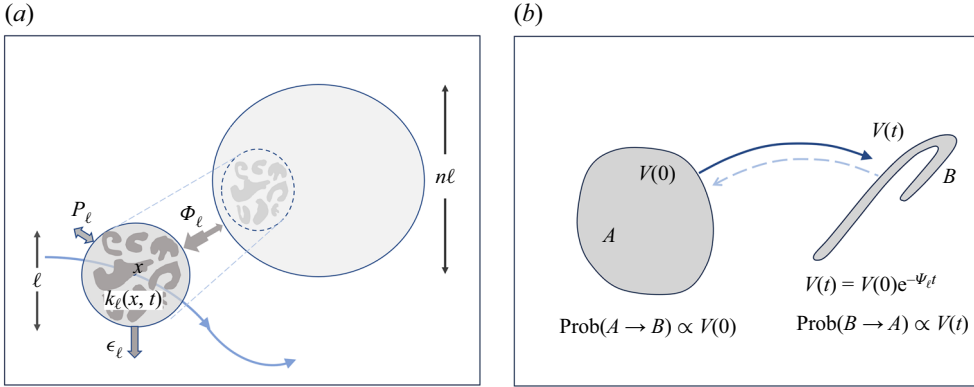 (a)
nℓ
P_ℓ
Φ_ℓ
ℓ
x
k_ℓ(x, t)
ϵ_ℓ
(b)
V(t)
V(0)
B
A
V(t) = V(0)e^{−Ψ_ℓ t}
Prob(A → B) ∝ V(0)
Prob(B → A) ∝ V(t)